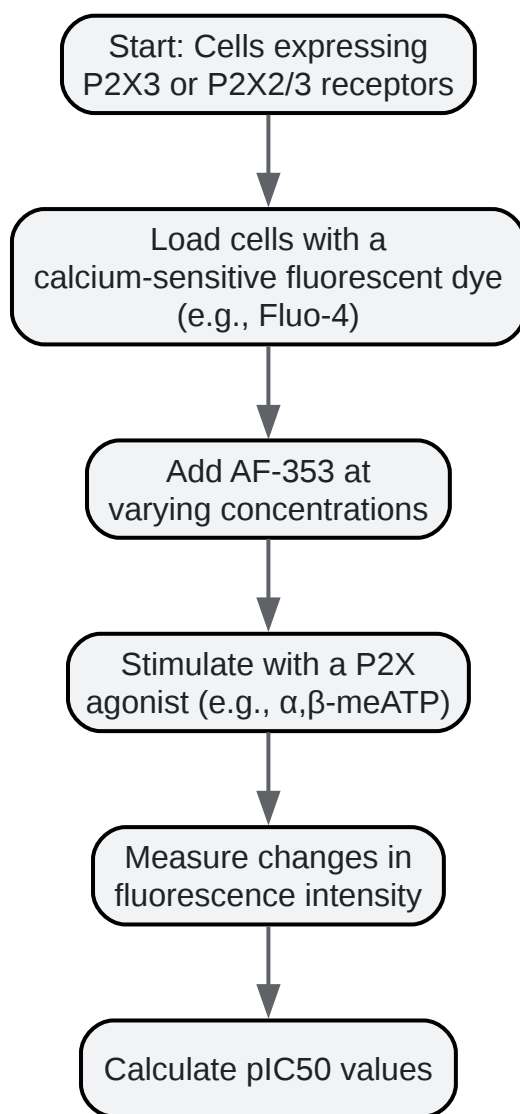 Start: Cells expressing
P2X3 or P2X2/3 receptors
Load cells with a
calcium-sensitive fluorescent dye
(e.g., Fluo-4)
Add AF-353 at
varying concentrations
Stimulate with a P2X
agonist (e.g., α,β-meATP)
Measure changes in
fluorescence intensity
Calculate pIC50 values